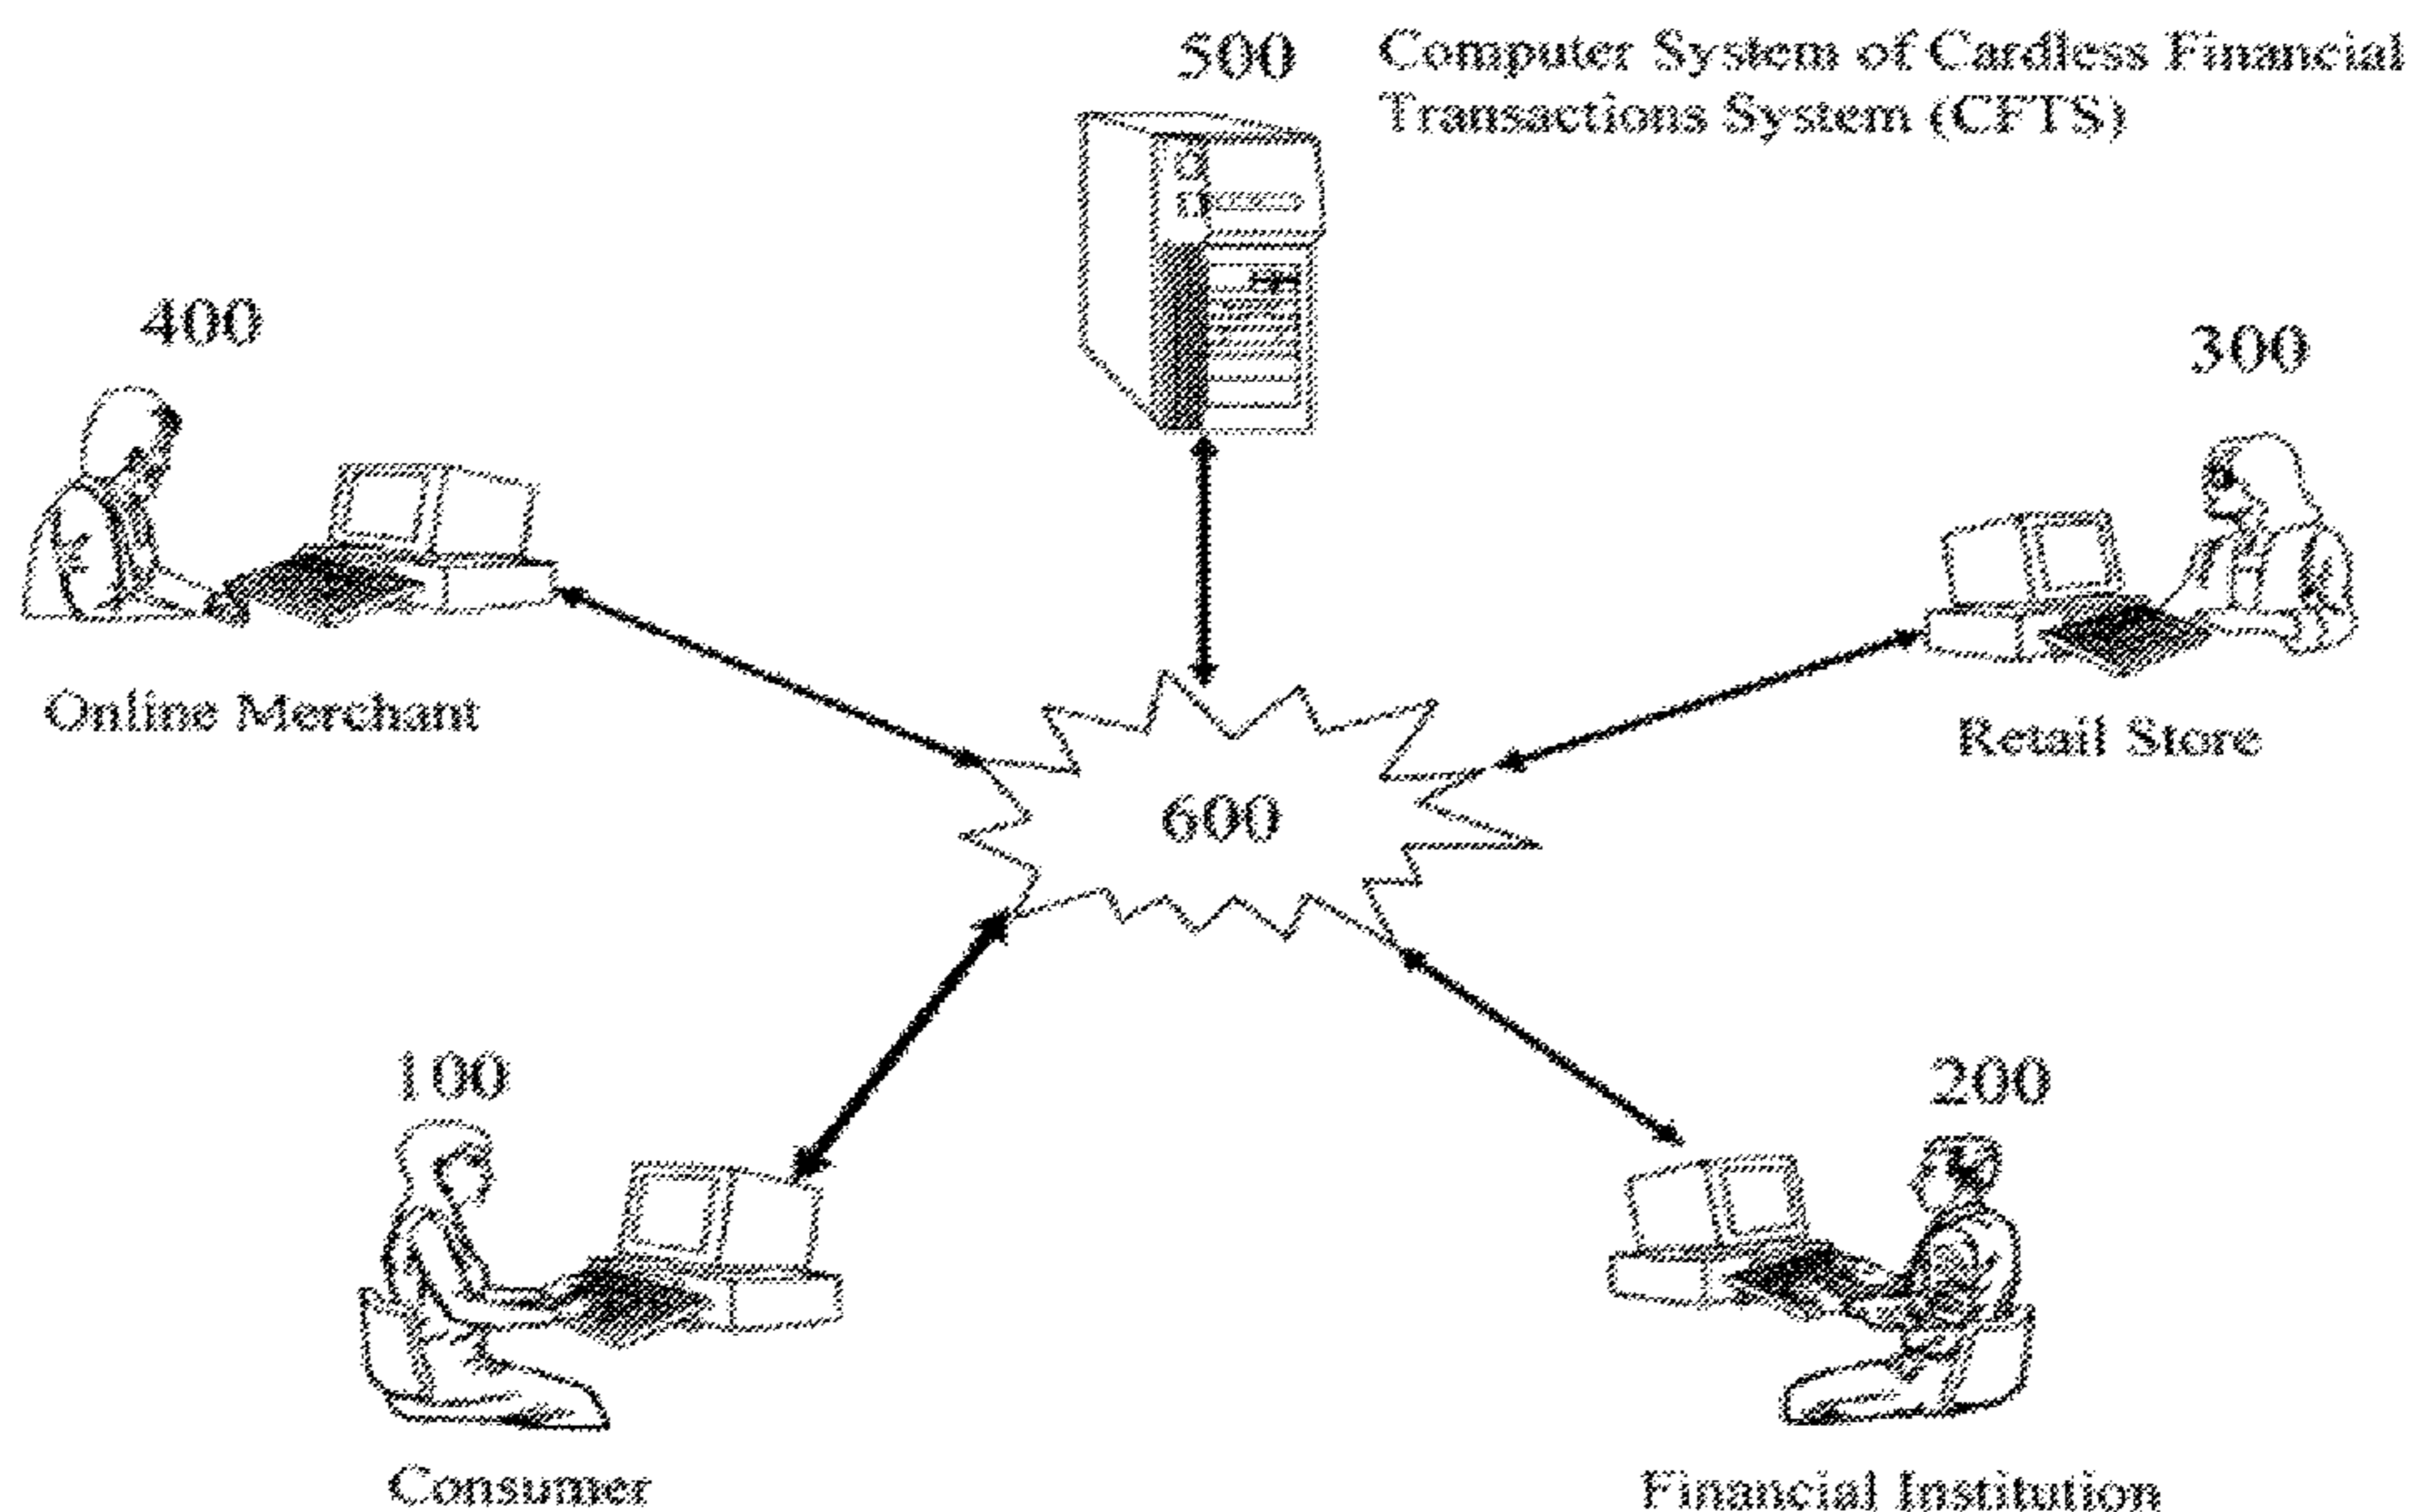 500
Computer System of Cardless Financial
Transactions System (CFTS)
400
300
Online Merchant
Retail Store
600
100
200
Consumer
Financial Institution